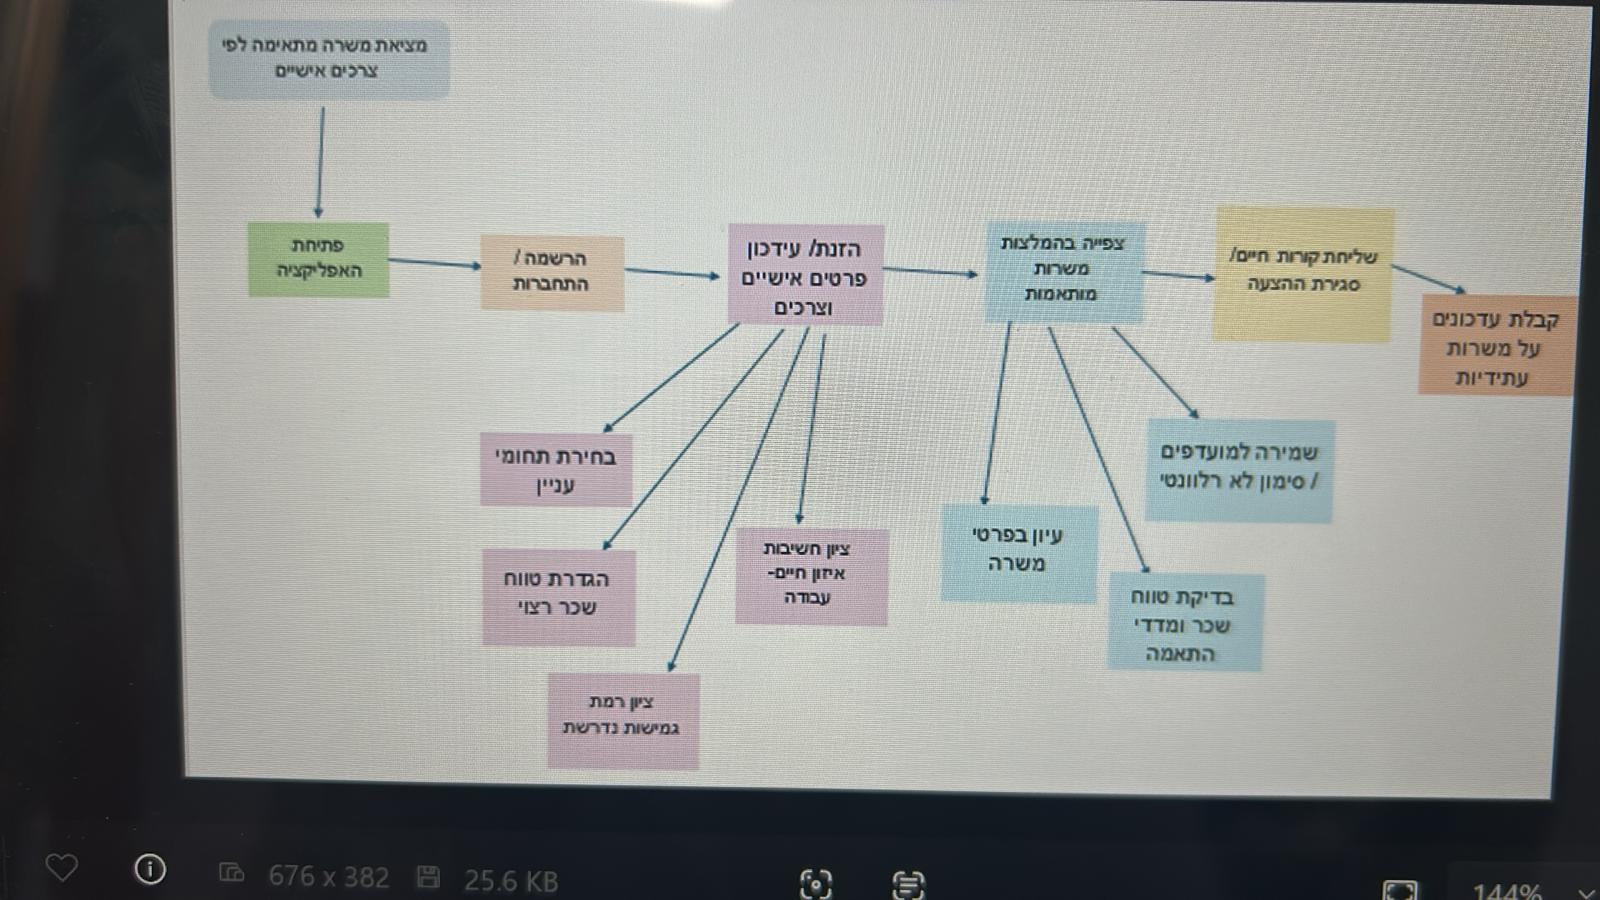 מציאת משרה מתאימה לפי
צרכים אישיים
פתיחת
האפליקציה
הרשמה /
התחברות
הזנת/ עידכון
פרטים אישיים
וצרכים
צפייה בהמלצות
משרות
מותאמות
שליחת קורות חיים/
סגירת ההצעה
קבלת עדכונים
על משרות
עתידיות
בחירת תחומי
עניין
הגדרת טווח
שכר רצוי
ציון רמת
גמישות נדרשת
ציון חשיבות
איזון חיים-
עבודה
עיון בפרטי
משרה
בדיקת טווח
שכר ומדדי
התאמה
שמירה למועדפים
/ סימון לא רלוונטי
676 x 382
25.6 KB
144%